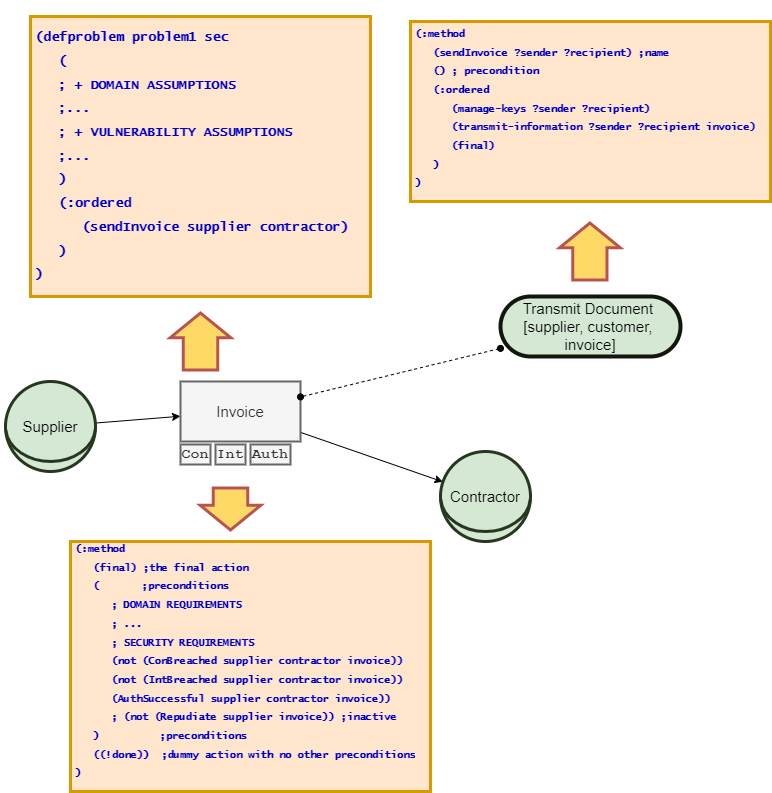 (defproblem problem1 sec
(
; + DOMAIN ASSUMPTIONS
;...
; + VULNERABILITY ASSUMPTIONS
;...
)
(:ordered
(sendInvoice supplier contractor)
)
)
(:method
(sendInvoice ?sender ?recipient) ;name
() ; precondition
(:ordered
(manage-keys ?sender ?recipient)
(transmit-information ?sender ?recipient invoice)
(final)
)
)
Transmit Document
[supplier, customer,
invoice]
Supplier
Invoice
Con Int Auth
Contractor
(:method
(final) ;the final action
( ;preconditions
; DOMAIN REQUIREMENTS
; ...
; SECURITY REQUIREMENTS
(not (ConBreached supplier contractor invoice))
(not (IntBreached supplier contractor invoice))
(AuthSuccessful supplier contractor invoice))
; (not (Repudiate supplier invoice)) ;inactive
) ;preconditions
((!done)) ;dummy action with no other preconditions
)